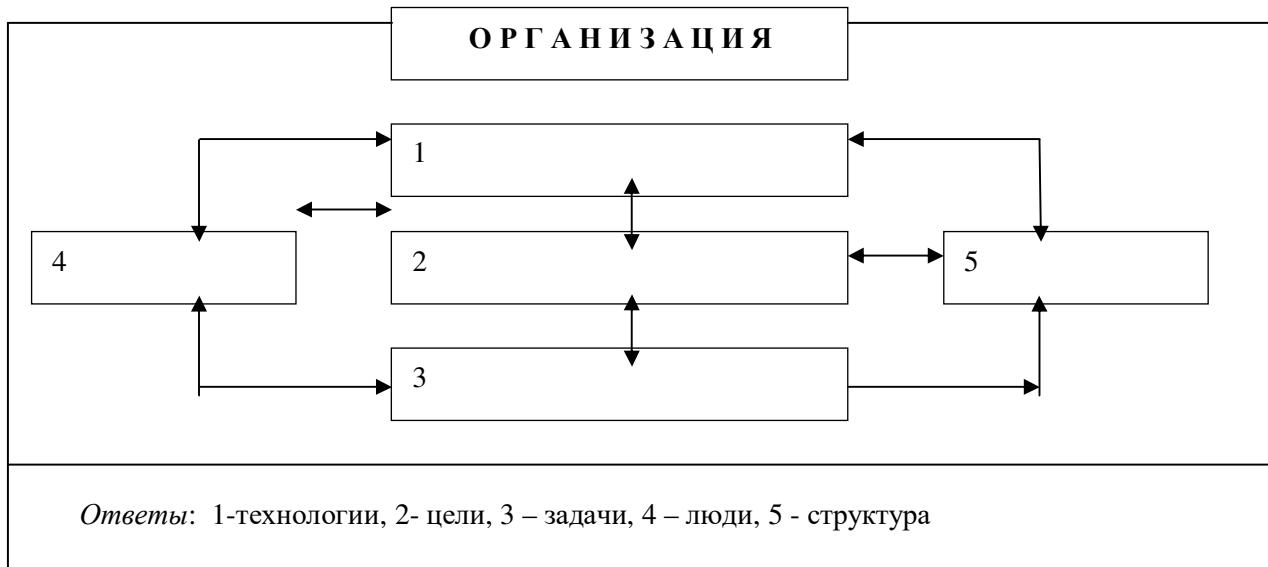 О Р Г А Н И З А Ц И Я
1
4
2
5
3
Ответы: 1-технологии, 2- цели, 3 – задачи, 4 – люди, 5 - структура